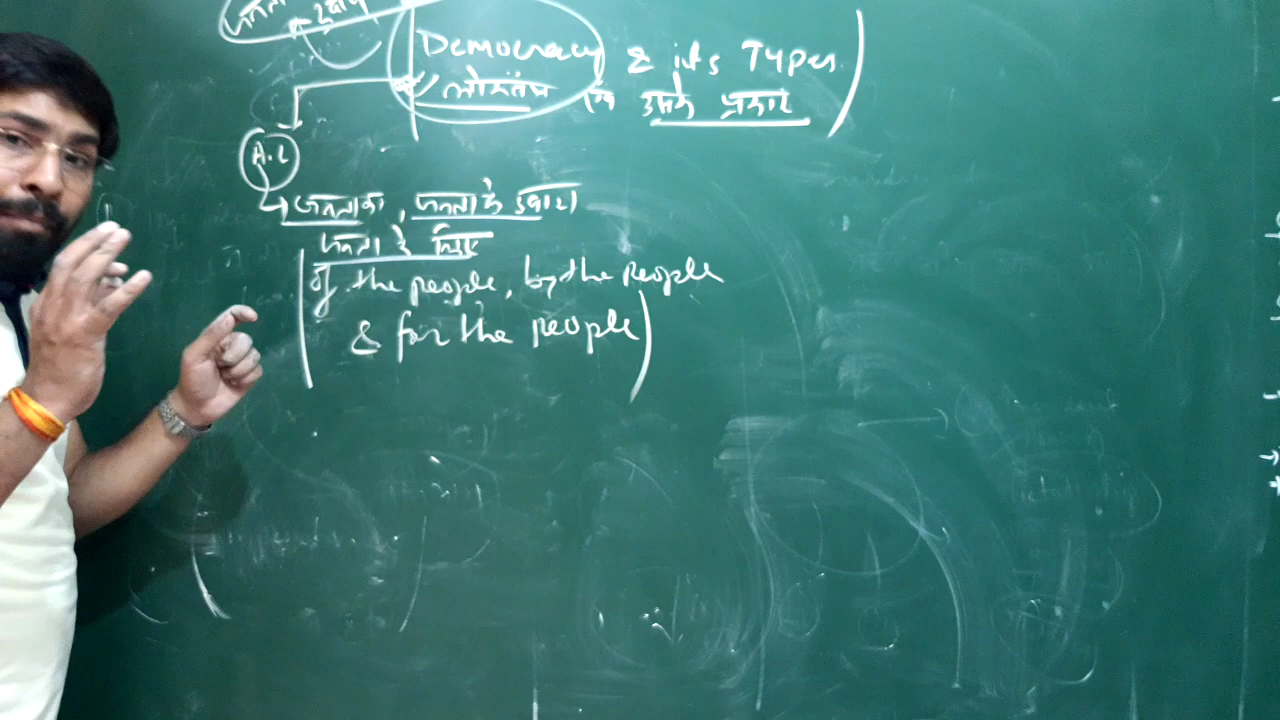 जनता
Democracy & its Types
लोकतंत्र एवं उसके प्रकार
A.L
जनता का, जनता के द्वारा
जनता के लिए
of the people, by the people
& for the people